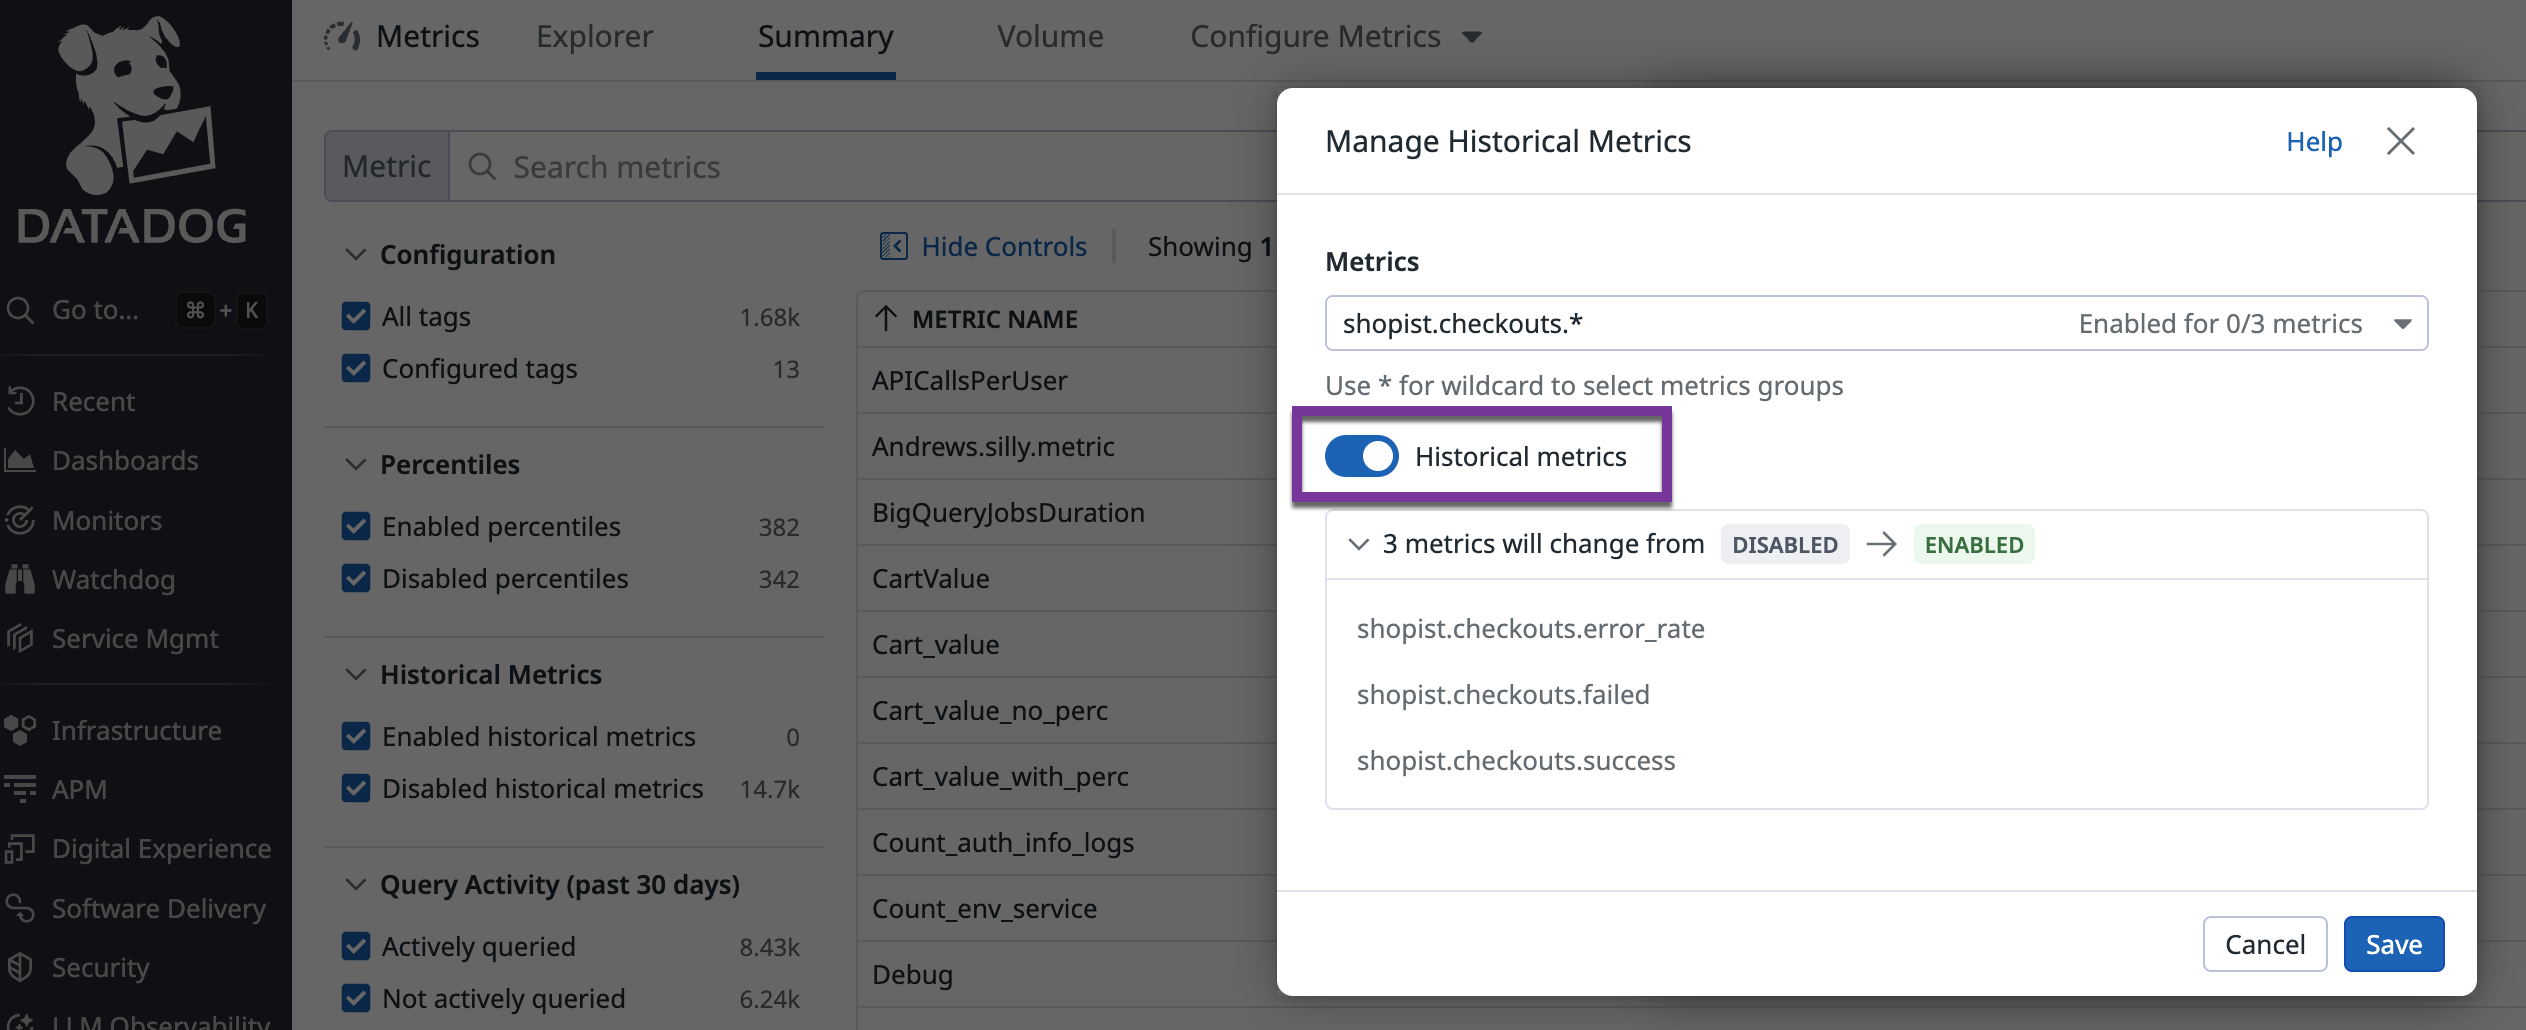 DATADOG
Go to... ⌘ + K
Recent
Dashboards
Monitors
Watchdog
Service Mgmt
Infrastructure
APM
Digital Experience
Software Delivery
Security
LLM Observability
Metrics Explorer Summary Volume Configure Metrics
Metric Search metrics
Configuration
All tags 1.68k
Configured tags 13
Percentiles
Enabled percentiles 382
Disabled percentiles 342
Historical Metrics
Enabled historical metrics 0
Disabled historical metrics 14.7k
Query Activity (past 30 days)
Actively queried 8.43k
Not actively queried 6.24k
Hide Controls Showing 1
METRIC NAME
APICallsPerUser
Andrews.silly.metric
BigQueryJobsDuration
CartValue
Cart_value
Cart_value_no_perc
Cart_value_with_perc
Count_auth_info_logs
Count_env_service
Debug
Manage Historical Metrics Help
Metrics
shopist.checkouts.* Enabled for 0/3 metrics
Use * for wildcard to select metrics groups
Historical metrics
3 metrics will change from DISABLED → ENABLED
shopist.checkouts.error_rate
shopist.checkouts.failed
shopist.checkouts.success
Cancel Save